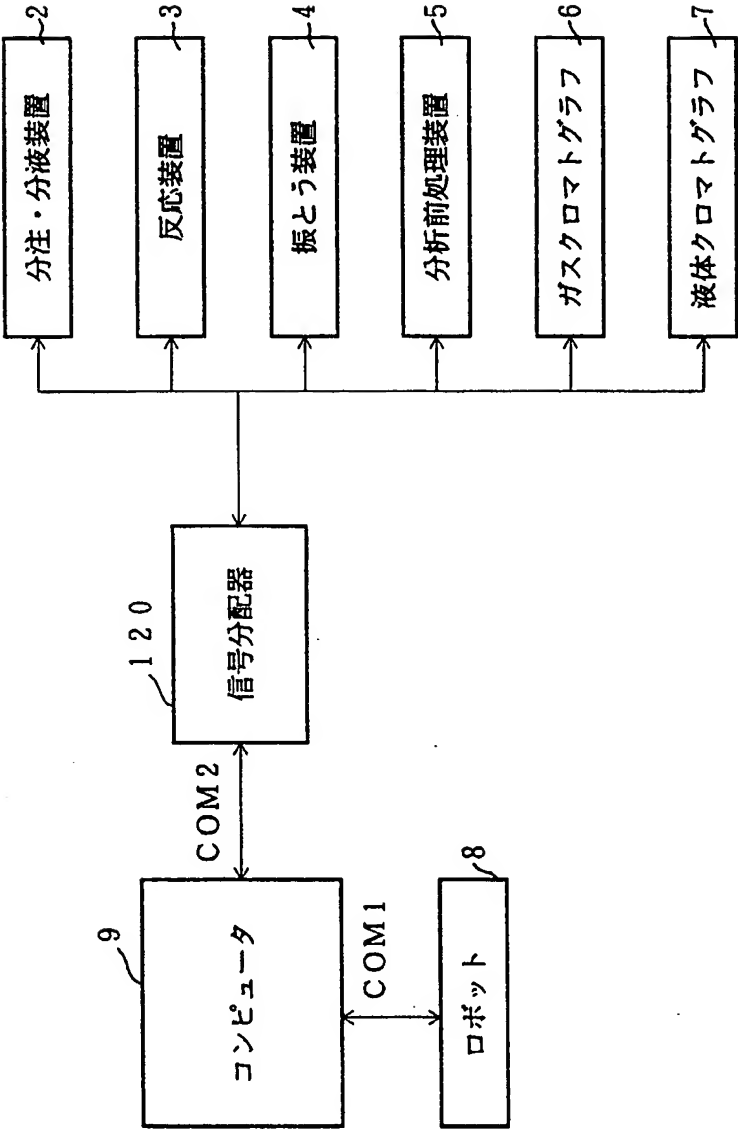 9
コンピュータ
COM1
8
ロボット
COM2
120
信号分配器
分注・分液装置
2
反応装置
3
振とう装置
4
分析前処理装置
5
ガスクロマトグラフ
6
液体クロマトグラフ
7